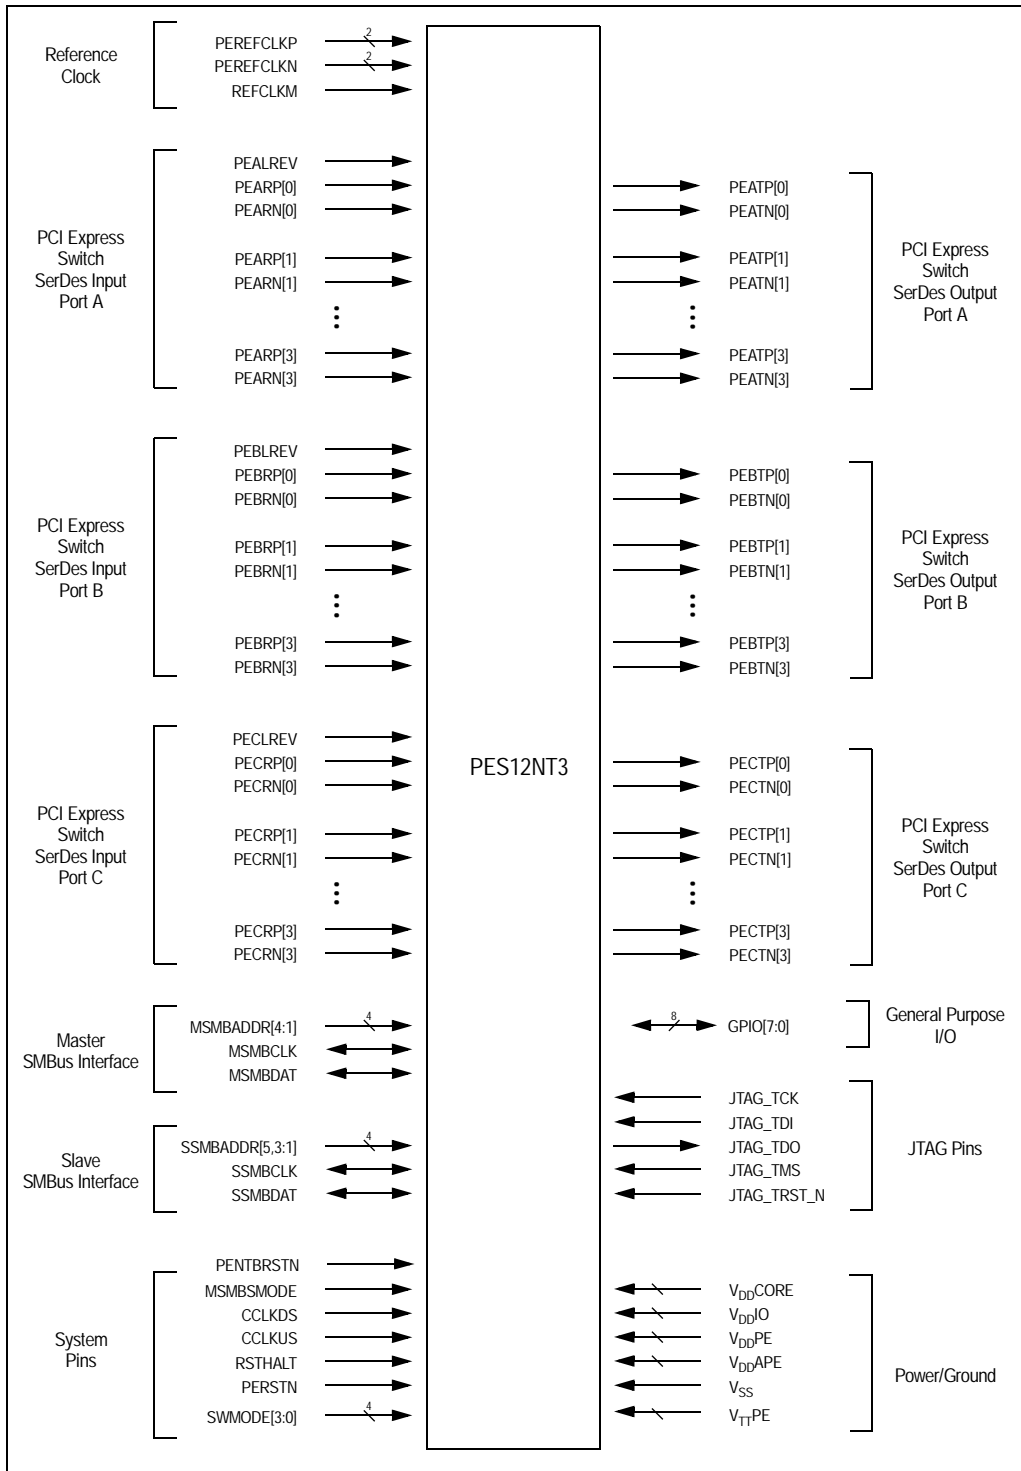 Reference
Clock
PEREFCLKP
2
PEREFCLKN
2
REFCLKM
PCI Express
Switch
SerDes Input
Port A
PEALREV
PEARP[0]
PEARN[0]
PEARP[1]
PEARN[1]
PEARP[3]
PEARN[3]
PCI Express
Switch
SerDes Input
Port B
PEBLREV
PEBRP[0]
PEBRN[0]
PEBRP[1]
PEBRN[1]
PEBRP[3]
PEBRN[3]
PCI Express
Switch
SerDes Input
Port C
PECLREV
PECRP[0]
PECRN[0]
PECRP[1]
PECRN[1]
PECRP[3]
PECRN[3]
Master
SMBus Interface
MSMBADDR[4:1]
4
MSMBCLK
MSMBDAT
Slave
SMBus Interface
SSMBADDR[5,3:1]
4
SSMBCLK
SSMBDAT
System
Pins
PENTBRSTN
MSMBSMODE
CCLKDS
CCLKUS
RSTHALT
PERSTN
SWMODE[3:0]
4
PES12NT3
PEATP[0]
PEATN[0]
PEATP[1]
PEATN[1]
PEATP[3]
PEATN[3]
PCI Express
Switch
SerDes Output
Port A
PEBTP[0]
PEBTN[0]
PEBTP[1]
PEBTN[1]
PEBTP[3]
PEBTN[3]
PCI Express
Switch
SerDes Output
Port B
PECTP[0]
PECTN[0]
PECTP[1]
PECTN[1]
PECTP[3]
PECTN[3]
PCI Express
Switch
SerDes Output
Port C
8
GPIO[7:0]
General Purpose
I/O
JTAG_TCK
JTAG_TDI
JTAG_TDO
JTAG_TMS
JTAG_TRST_N
JTAG Pins
VDDCORE
VDDIO
VDDPE
VDDAPE
VSS
VTTPE
Power/Ground